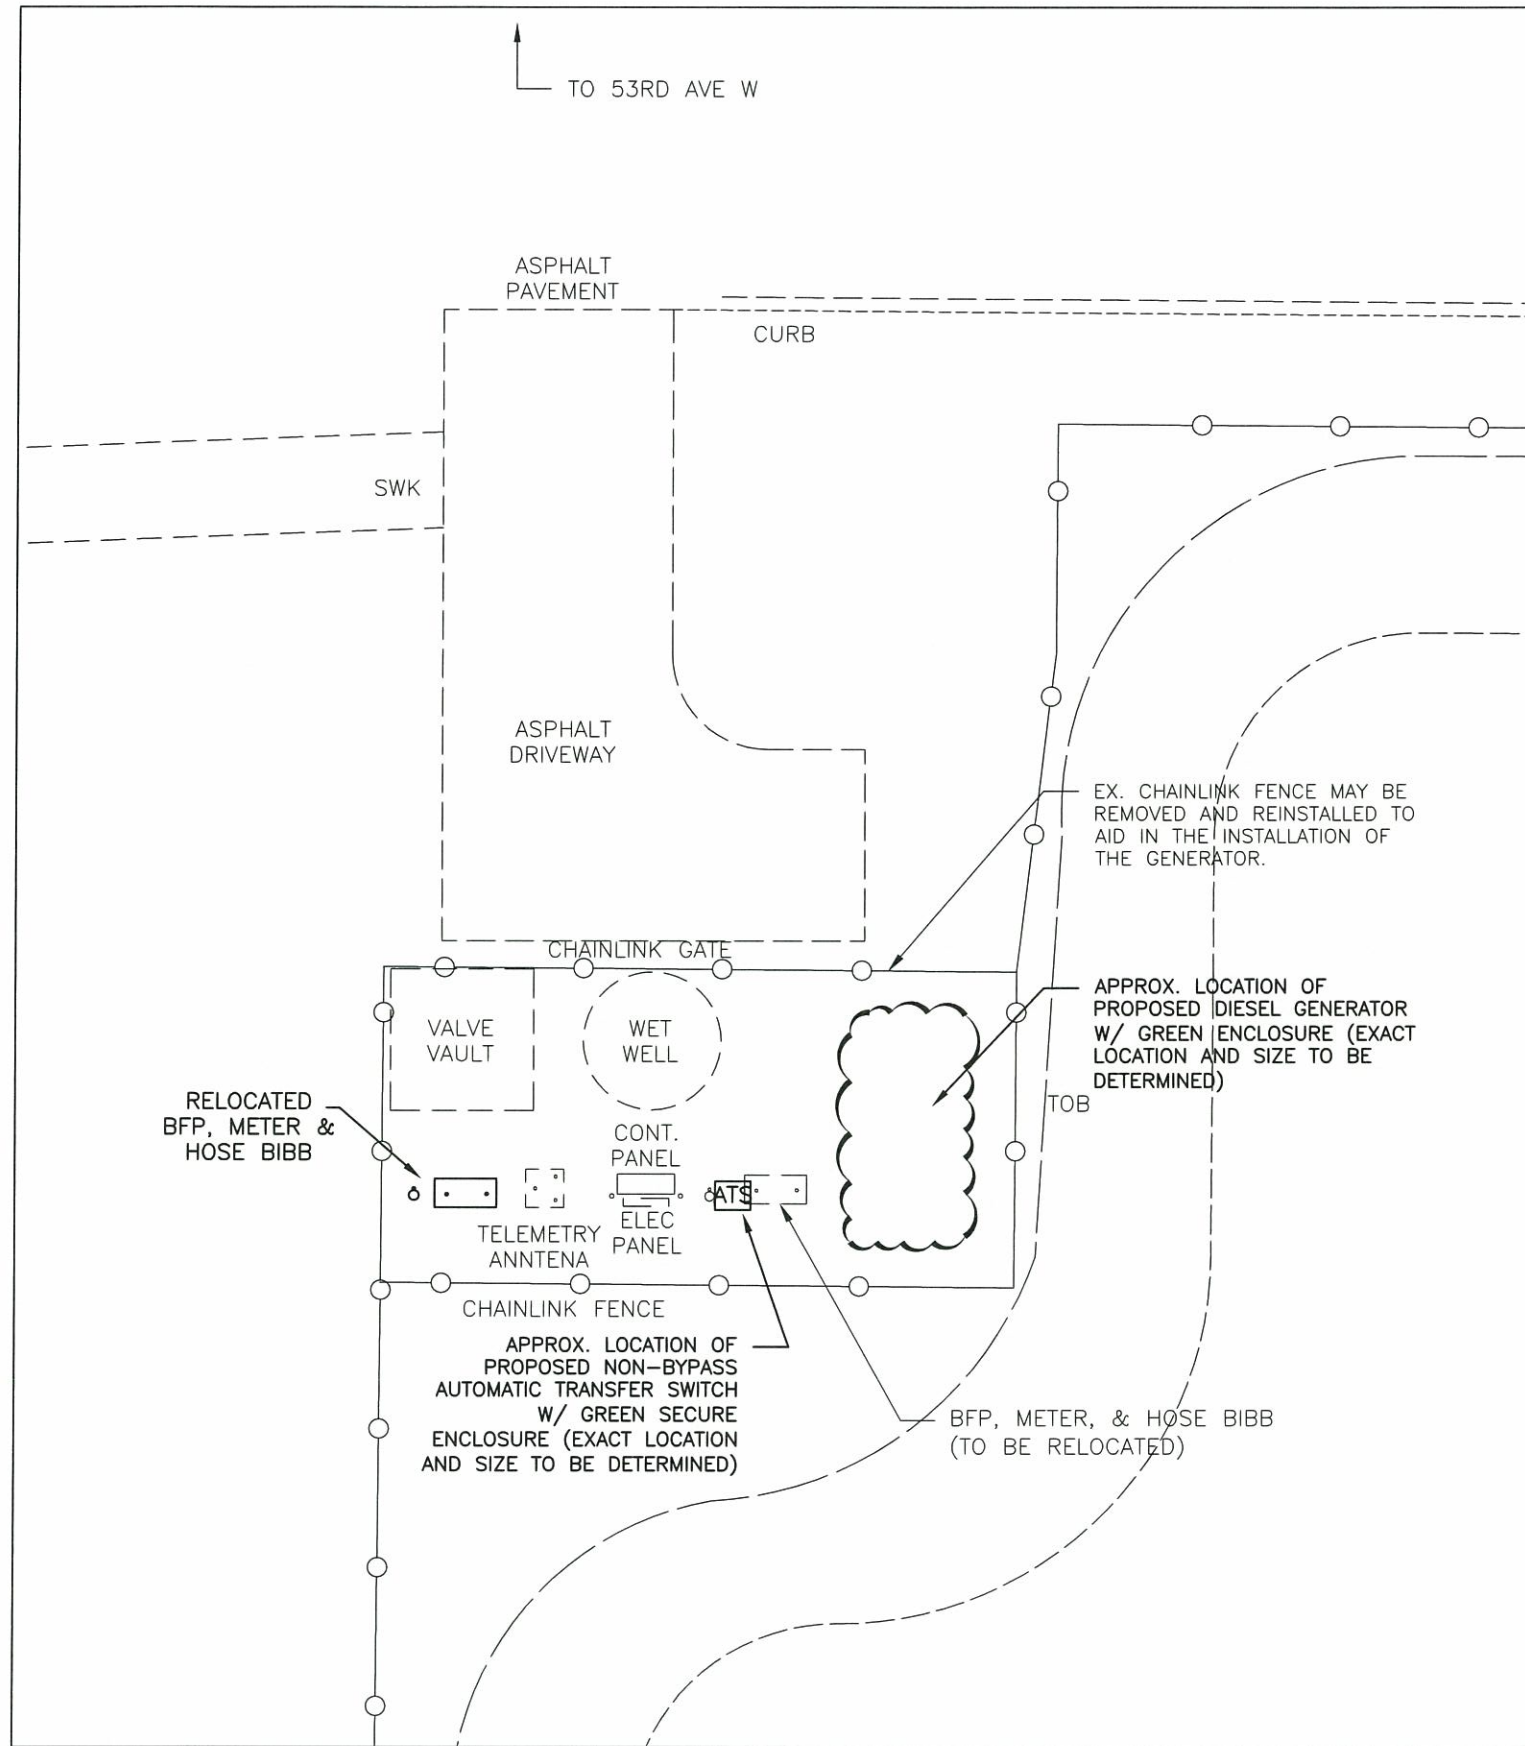 TO 53RD AVE W
ASPHALT
PAVEMENT
CURB
SWK
ASPHALT
DRIVEWAY
EX. CHAINLINK FENCE MAY BE
REMOVED AND REINSTALLED TO
AID IN THE INSTALLATION OF
THE GENERATOR.
CHAINLINK GATE
APPROX. LOCATION OF
PROPOSED DIESEL GENERATOR
W/ GREEN ENCLOSURE (EXACT
LOCATION AND SIZE TO BE
DETERMINED)
VALVE
VAULT
WET
WELL
TOB
RELOCATED
BFP, METER &
HOSE BIBB
CONT.
PANEL
ATS
ELEC
PANEL
TELEMETRY
ANNTENA
CHAINLINK FENCE
APPROX. LOCATION OF
PROPOSED NON-BYPASS
AUTOMATIC TRANSFER SWITCH
W/ GREEN SECURE
ENCLOSURE (EXACT LOCATION
AND SIZE TO BE DETERMINED)
BFP, METER, & HOSE BIBB
(TO BE RELOCATED)